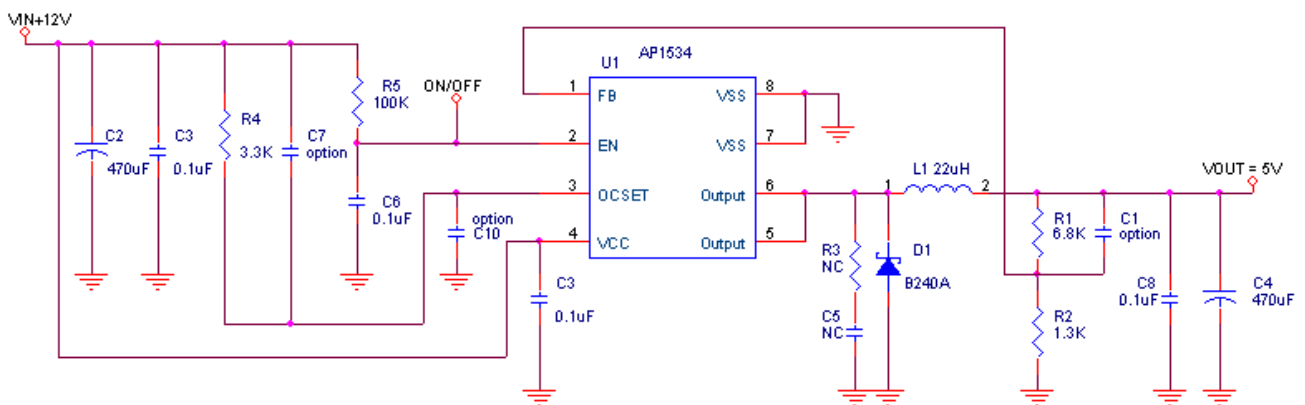 VIN+12V
C2
470uF
C3
0.1uF
R4
3.3K
C7
option
R5
100K
ON/OFF
C6
0.1uF
option
C10
C3
0.1uF
U1
AP1534
1
FB
2
EN
3
OCSET
4
VCC
VSS
8
VSS
7
Output
6
Output
5
R3
NC
C5
NC
D1
B240A
1
L1 22uH
2
R1
6.8K
C1
option
R2
1.3K
C8
0.1uF
C4
470uF
VOUT = 5V